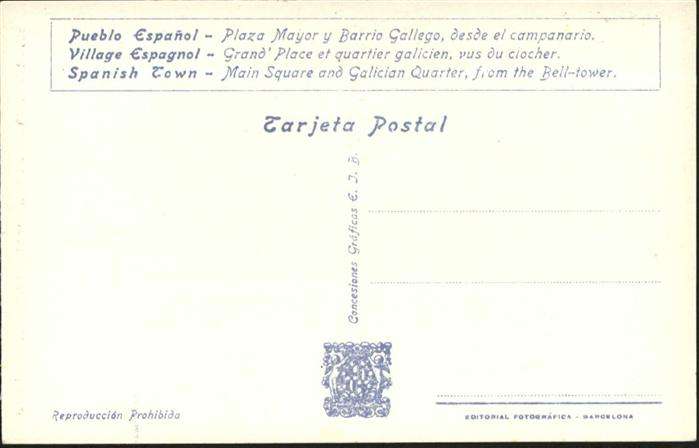 Pueblo Español - Plaza Mayor y Barrio Gallego, desde el campanario.
Village Espagnol - Grand' Place et quartier galicien, vus du clocher.
Spanish Town - Main Square and Galician Quarter, from the Bell-tower.
Tarjeta Postal
Concesiones Gráficas E. I. B.
Reproducción Prohibida
EDITORIAL FOTOGRÁFICA - BARCELONA